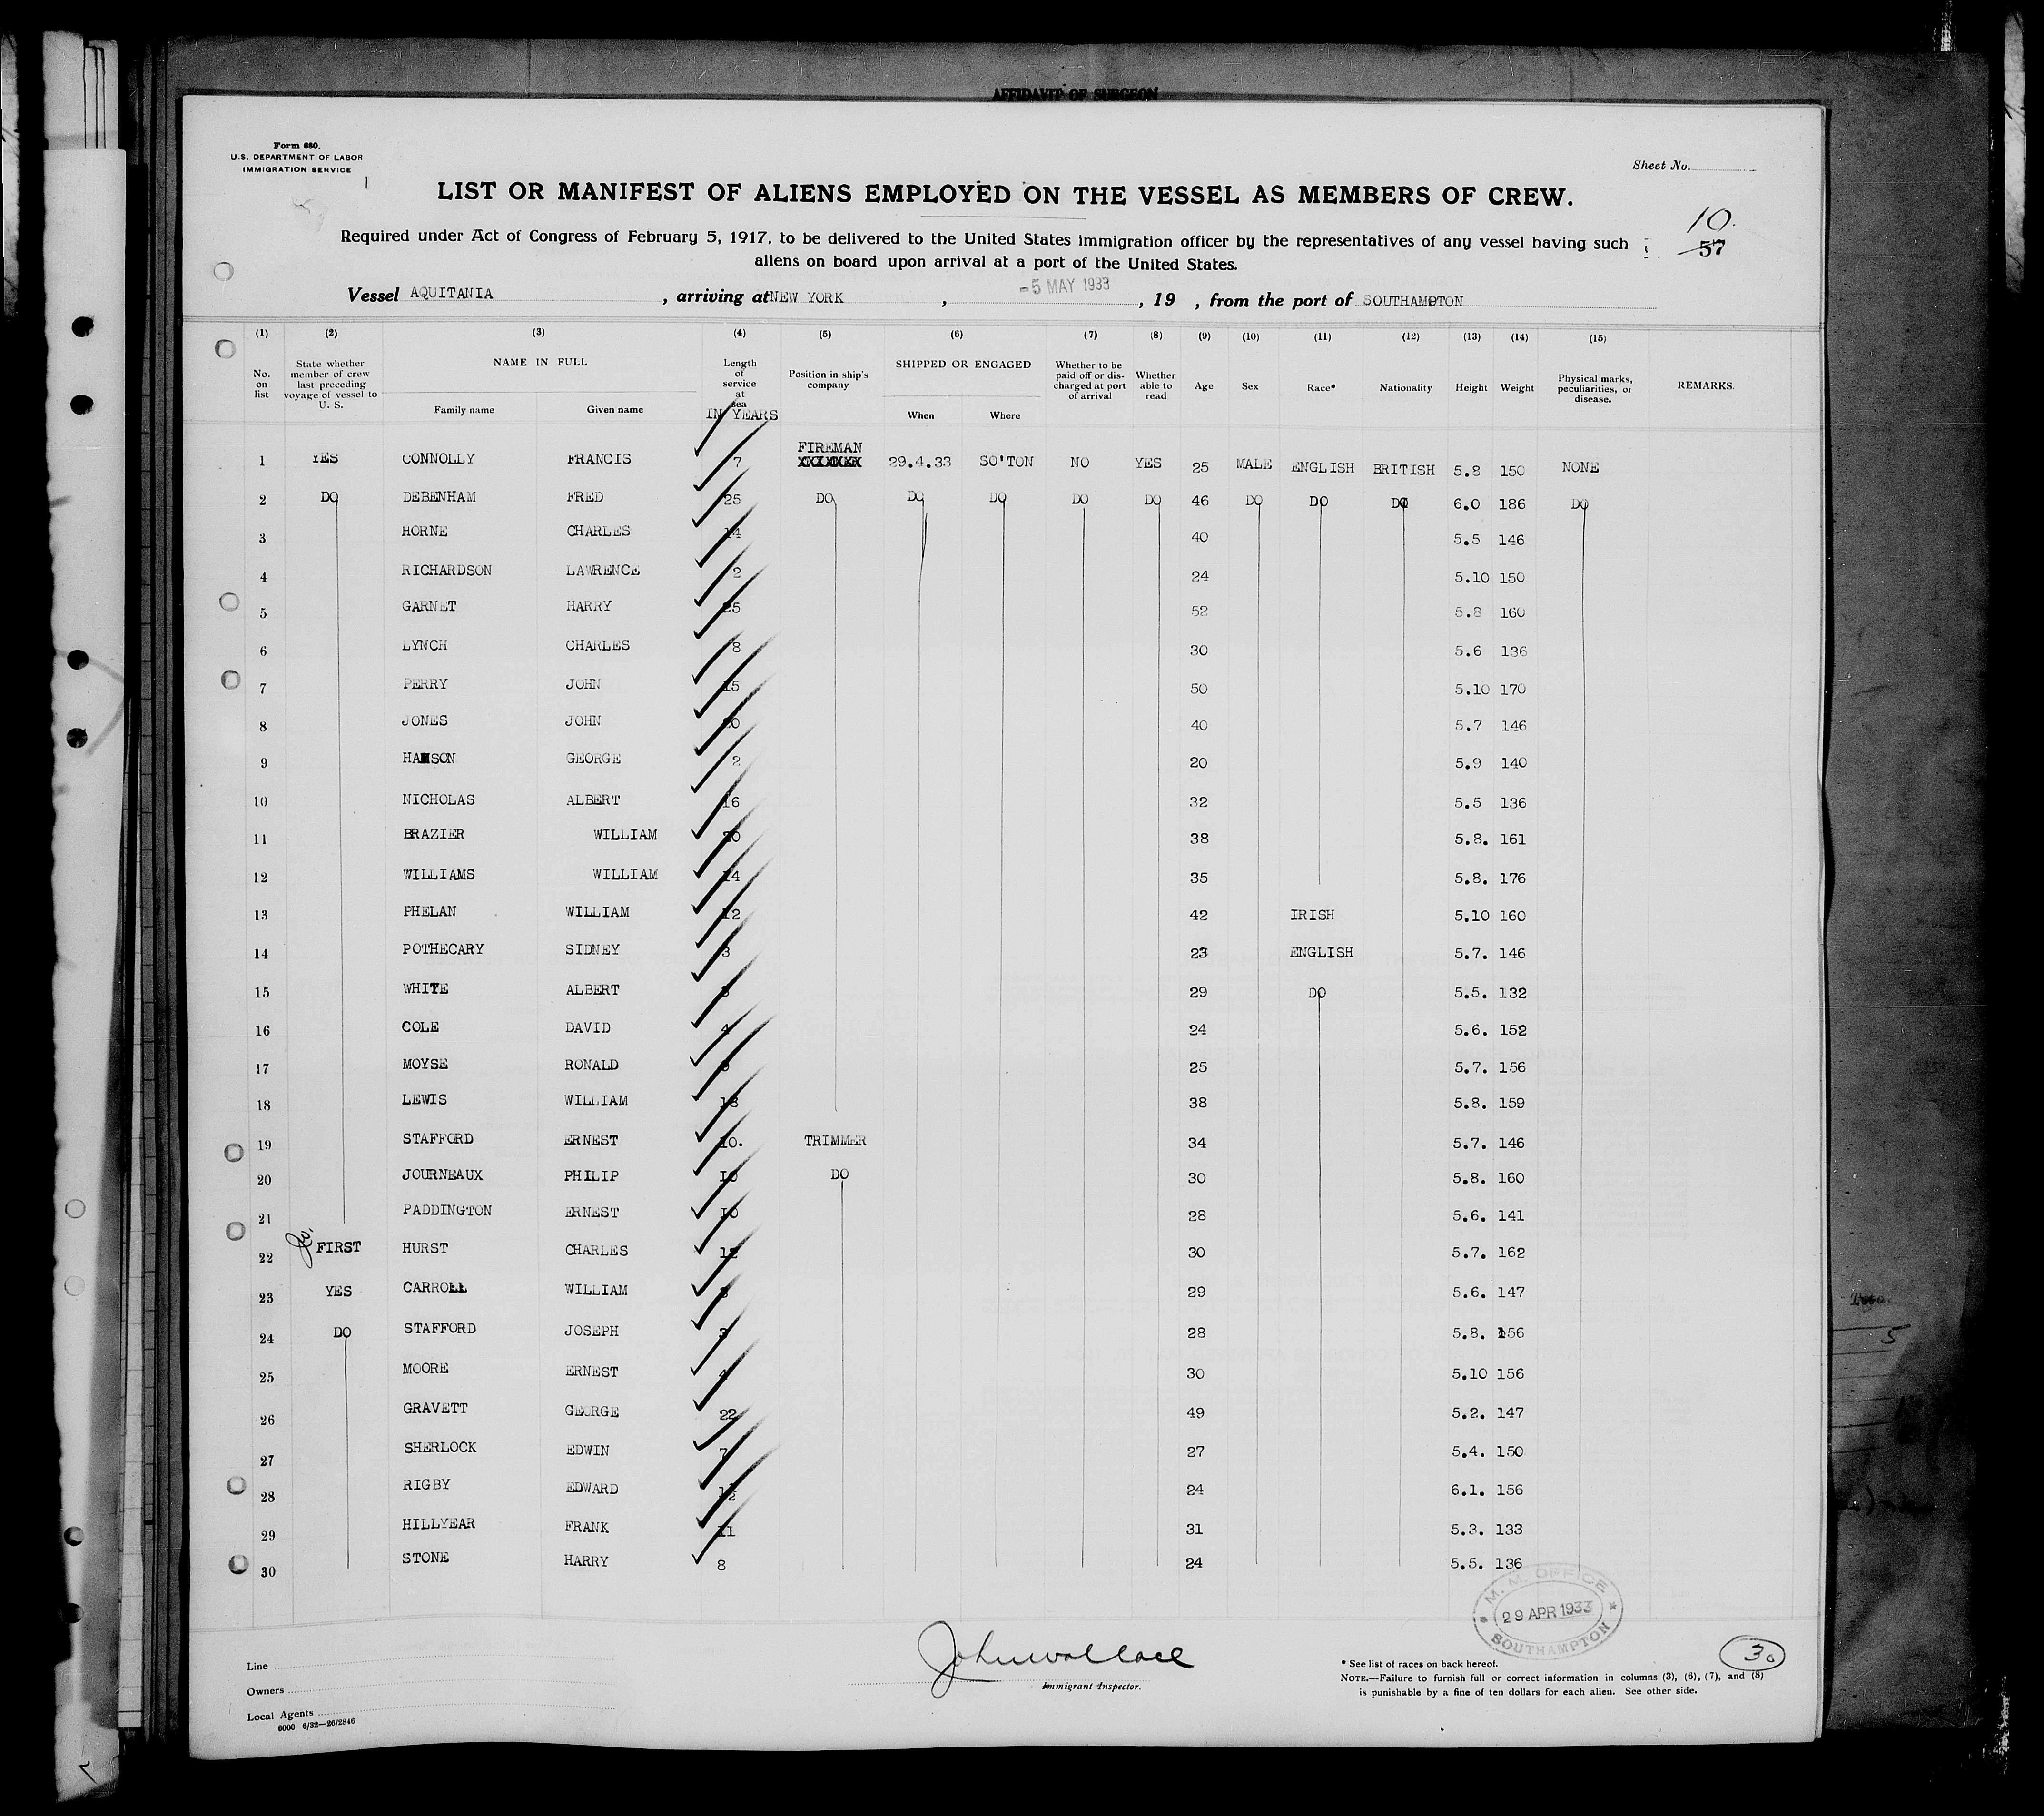 AFFIDAVIT OF SURGEON
Form 680.
U.S. DEPARTMENT OF LABOR
IMMIGRATION SERVICE
Sheet No.
LIST OR MANIFEST OF ALIENS EMPLOYED ON THE VESSEL AS MEMBERS OF CREW.
10.
57
Required under Act of Congress of February 5, 1917, to be delivered to the United States immigration officer by the representatives of any vessel having such
aliens on board upon arrival at a port of the United States.
Vessel AQUITANIA, arriving at NEW YORK, -5 MAY 1933, 19 , from the port of SOUTHAMPTON
(1) (2) (3) (4) (5) (6) (7) (8) (9) (10) (11) (12) (13) (14) (15)
No. on list | State whether member of crew last preceding voyage of vessel to U. S. | NAME IN FULL Family name Given name | Length of service at sea IN YEARS | Position in ship's company | SHIPPED OR ENGAGED When Where | Whether to be paid off or discharged at port of arrival | Whether able to read | Age | Sex | Race* | Nationality | Height | Weight | Physical marks, peculiarities, or disease. | REMARKS.
FIREMAN
1 YES CONNOLLY FRANCIS 7 XXXXXXX 29.4.33 SO'TON NO YES 25 MALE ENGLISH BRITISH 5.8 150 NONE
2 DO DEBENHAM FRED 25 DO DO DO DO DO 46 DO DO DO 6.0 186 DO
3 HORNE CHARLES 14 40 5.5 146
4 RICHARDSON LAWRENCE 2 24 5.10 150
5 GARNET HARRY 25 52 5.8 160
6 LYNCH CHARLES 8 30 5.6 136
7 PERRY JOHN 15 50 5.10 170
8 JONES JOHN 40 5.7 146
9 GEORGE 2 20 5.9 140
10 NICHOLAS ALBERT 16 32 5.5 136
11 BRAZIER WILLIAM 38 5.8. 161
12 WILLIAMS WILLIAM 14 35 5.8. 176
13 PHELAN WILLIAM 12 42 IRISH 5.10 160
14 POTHECARY SIDNEY 3 23 ENGLISH 5.7. 146
15 WHITE ALBERT 29 DO 5.5. 132
16 COLE DAVID 4 24 5.6. 152
17 MOYSE RONALD 25 5.7. 156
18 LEWIS WILLIAM 18 38 5.8. 159
19 STAFFORD ERNEST 10. TRIMMER 34 5.7. 146
20 JOURNEAUX PHILIP 10 DO 30 5.8. 160
21 PADDINGTON ERNEST 10 28 5.6. 141
22 FIRST HURST CHARLES 12 30 5.7. 162
23 YES CARROLL WILLIAM 29 5.6. 147
24 DO STAFFORD JOSEPH 3 28 5.8. 156
25 MOORE ERNEST 4 30 5.10 156
26 GRAVETT GEORGE 22 49 5.2. 147
27 SHERLOCK EDWIN 7 27 5.4. 150
28 RIGBY EDWARD 24 6.1. 156
29 HILLYEAR FRANK 11 31 5.3. 133
30 STONE HARRY 8 24 5.5. 136
M. M. OFFICE
29 APR 1933
SOUTHAMPTON
Line
Owners
Local Agents
6000 6/32—26/2846
John Wallace
Immigrant Inspector.
* See list of races on back hereof.
NOTE.—Failure to furnish full or correct information in columns (3), (6), (7), and (8)
is punishable by a fine of ten dollars for each alien. See other side.
30